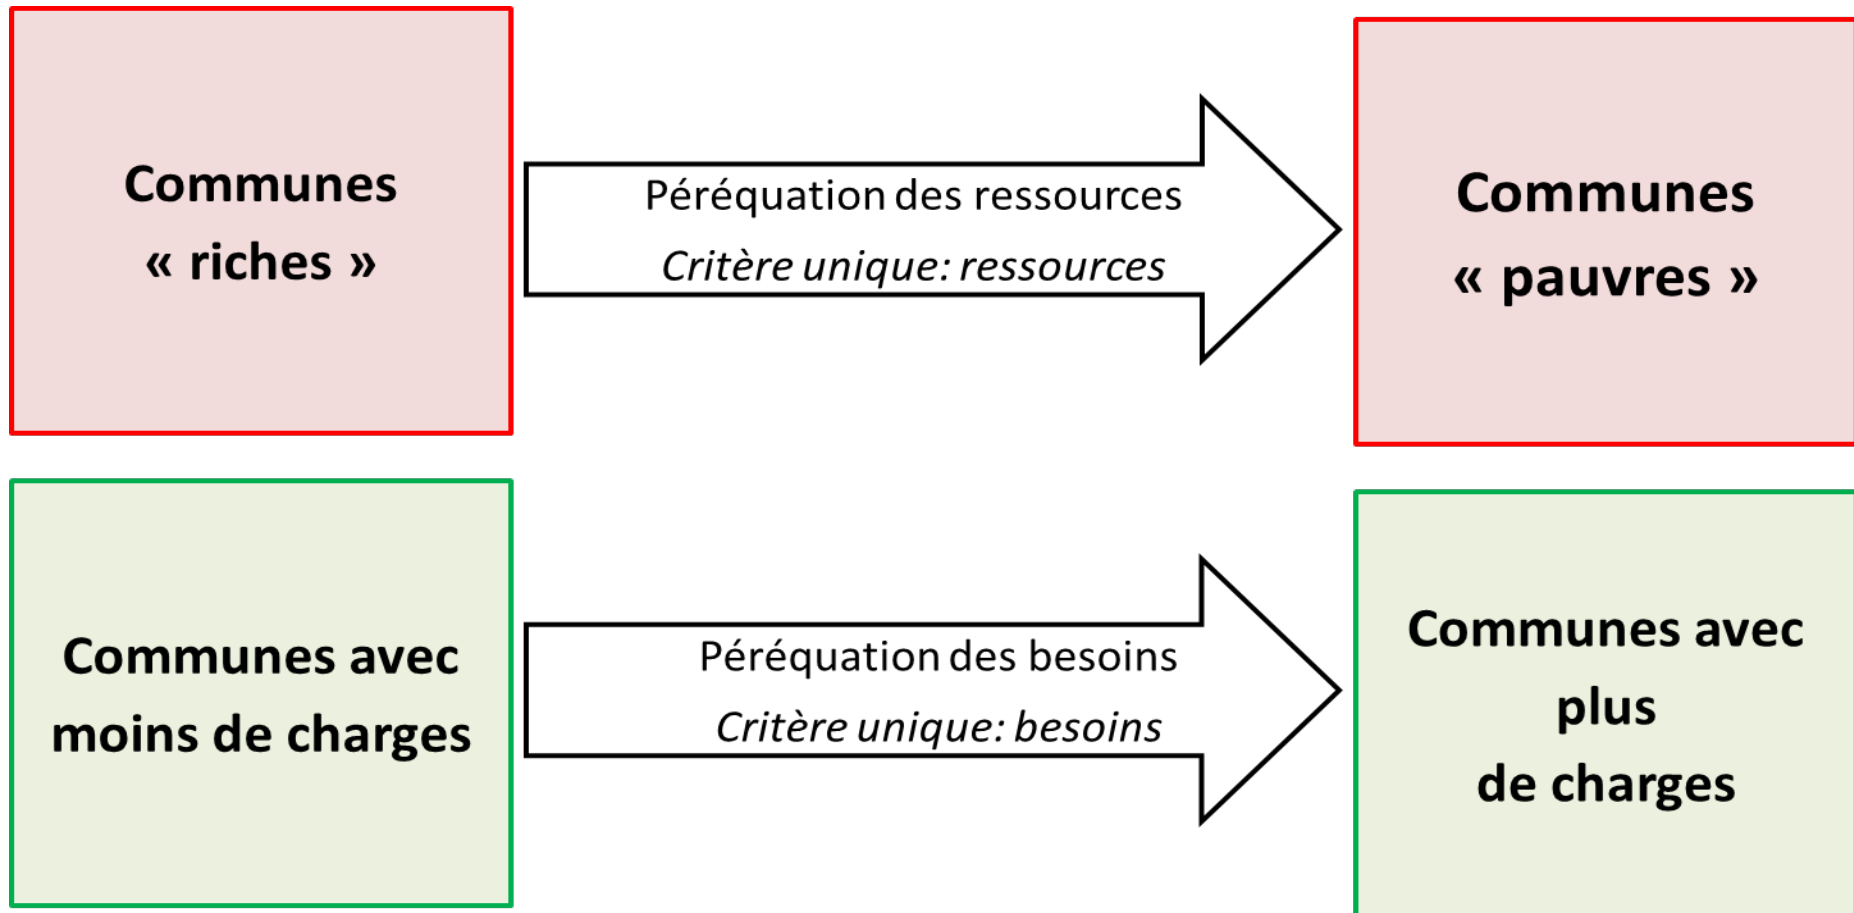 Communes
« riches »
Péréquation des ressources
Critère unique: ressources
Communes
« pauvres »
Communes avec
moins de charges
Péréquation des besoins
Critère unique: besoins
Communes avec
plus
de charges